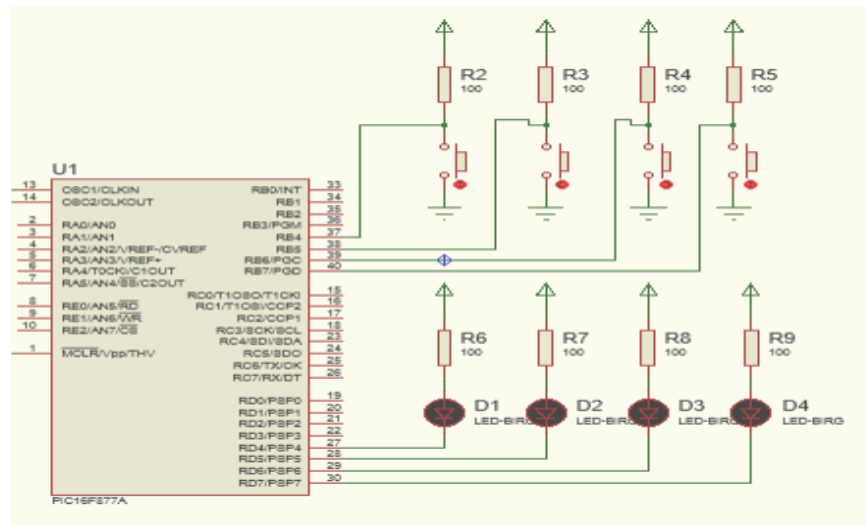 R2
100
R3
100
R4
100
R5
100
U1
13 OSC1/CLKIN
14 OSC2/CLKOUT
2 RA0/AN0
3 RA1/AN1
4 RA2/AN2/VREF-/CVREF
5 RA3/AN3/VREF+
6 RA4/T0CKI/C1OUT
7 RA5/AN4/SS/C2OUT
8 RE0/AN5/RD
9 RE1/AN6/WR
10 RE2/AN7/CS
1 MCLR/Vpp/THV
RB0/INT 33
RB1 34
RB2 35
RB3/PGM 36
RB4 37
RB5 38
RB6/PGC 39
RB7/PGD 40
RC0/T1OSO/T1CKI 15
RC1/T1OSI/CCP2 16
RC2/CCP1 17
RC3/SCK/SCL 18
RC4/SDI/SDA 23
RC5/SDO 24
RC6/TX/CK 25
RC7/RX/DT 26
RD0/PSP0 19
RD1/PSP1 20
RD2/PSP2 21
RD3/PSP3 22
RD4/PSP4 27
RD5/PSP5 28
RD6/PSP6 29
RD7/PSP7 30
PIC16F877A
R6
100
R7
100
R8
100
R9
100
D1
LED-BIRG
D2
LED-BIRG
D3
LED-BIRG
D4
LED-BIRG